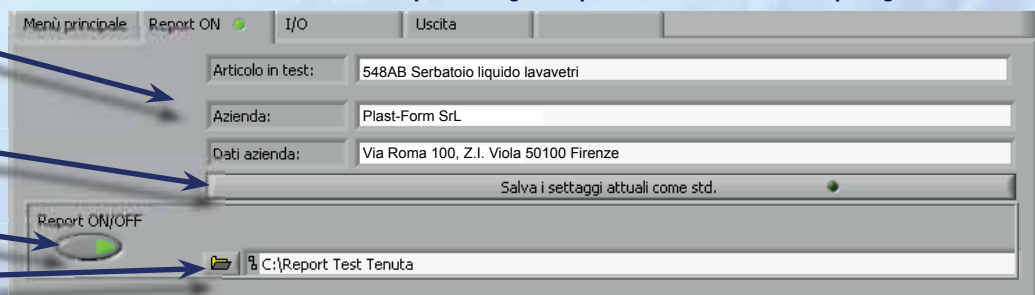 Menù principale Report ON I/O Uscita
Articolo in test: 548AB Serbatoio liquido lavavetri
Azienda: Plast-Form SrL
Dati azienda: Via Roma 100, Z.I. Viola 50100 Firenze
Salva i settaggi attuali come std.
Report ON/OFF
C:\Report Test Tenuta